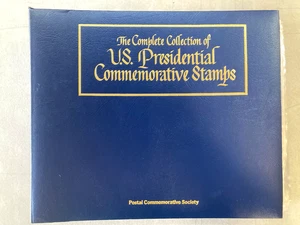 The Complete Collection of
U.S. Presidential
Commemorative Stamps
Postal Commemorative Society